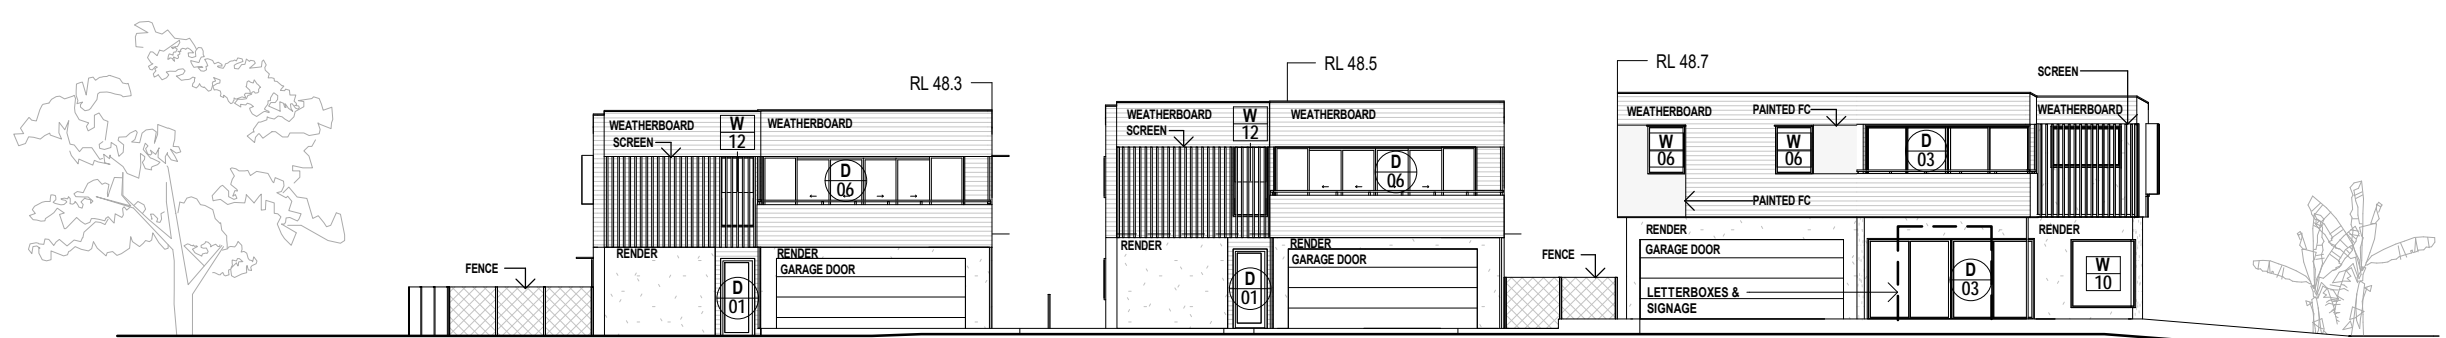 RL 48.3
WEATHERBOARD
W
12
WEATHERBOARD
SCREEN
D
06
RENDER
RENDER
GARAGE DOOR
FENCE
D
01
RL 48.5
WEATHERBOARD
W
12
WEATHERBOARD
SCREEN
D
06
RENDER
RENDER
GARAGE DOOR
D
01
FENCE
RL 48.7
SCREEN
WEATHERBOARD
PAINTED FC
WEATHERBOARD
W
06
W
06
D
03
PAINTED FC
RENDER
RENDER
GARAGE DOOR
D
03
W
10
LETTERBOXES &
SIGNAGE